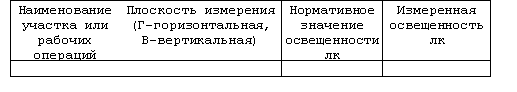 Наименование
участка или
рабочих
операций
Плоскость измерения
(Г-горизонтальная,
В-вертикальная)
Нормативное
значение
освещенности
лк
Измеренная
освещенность
лк